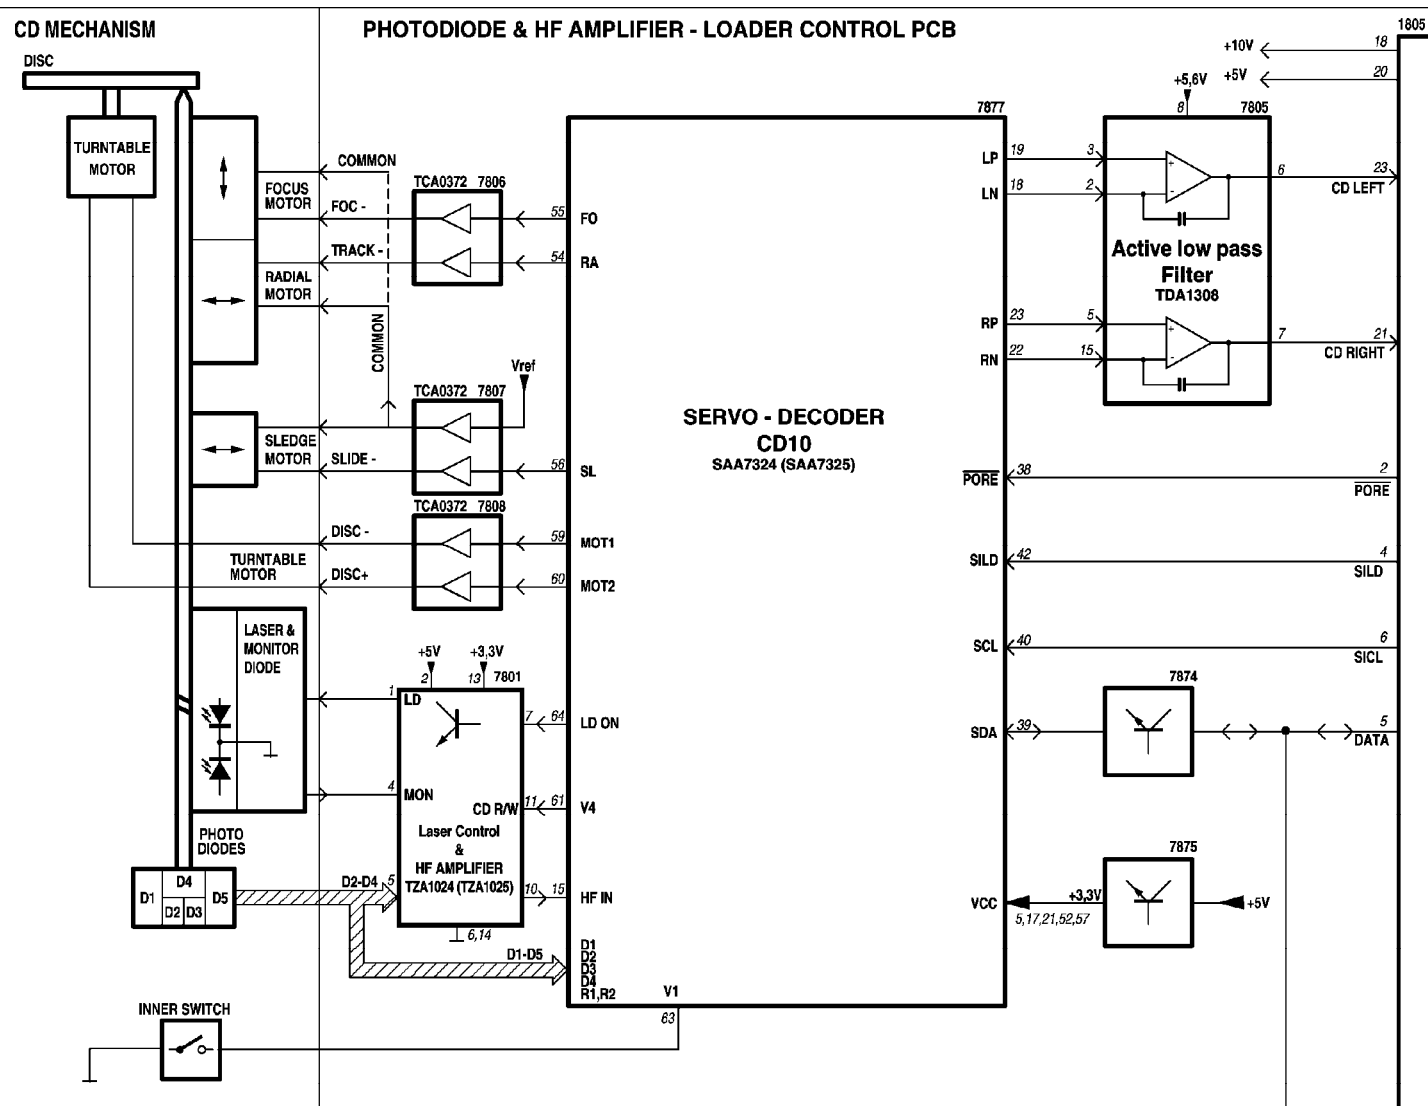 CD MECHANISM
PHOTODIODE & HF AMPLIFIER - LOADER CONTROL PCB
1805
DISC
+10V
18
+5V
20
+5,6V
8
7805
7877
TURNTABLE
MOTOR
FOCUS
MOTOR
RADIAL
MOTOR
COMMON
FOC -
TRACK -
COMMON
TCA0372 7806
55
FO
54
RA
LP
19
3
LN
18
2
6
23
CD LEFT
Active low pass
Filter
TDA1308
RP
23
5
RN
22
15
7
21
CD RIGHT
Vref
TCA0372 7807
SLEDGE
MOTOR
SLIDE -
56
SL
SERVO - DECODER
CD10
SAA7324 (SAA7325)
PORE
38
2
PORE
TCA0372 7808
DISC -
59
MOT1
TURNTABLE
MOTOR
DISC+
60
MOT2
SILD
42
4
SILD
LASER &
MONITOR
DIODE
+5V
+3,3V
2
13
7801
1
LD
7
64
LD ON
4
MON
CD R/W
11
61
V4
Laser Control
&
HF AMPLIFIER
TZA1024 (TZA1025)
SCL
40
6
SICL
7874
SDA
39
5
DATA
7875
VCC
+3,3V
5,17,21,52,57
+5V
PHOTO
DIODES
D1
D4
D2
D3
D5
D2-D4
5
10
15
HF IN
6,14
D1-D5
D1
D2
D3
D4
R1,R2
V1
63
INNER SWITCH